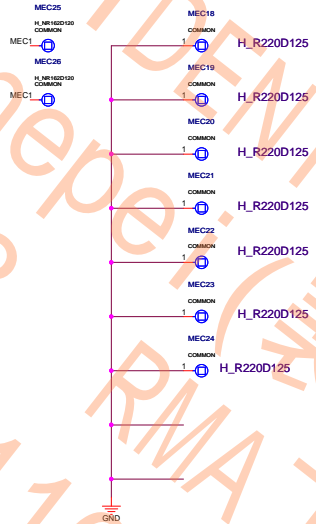 MEC25
H_NR162D120
COMMON
MEC1
MEC26
H_NR162D120
COMMON
MEC1
MEC18
COMMON
1
H_R220D125
MEC19
COMMON
1
H_R220D125
MEC20
COMMON
1
H_R220D125
MEC21
COMMON
1
H_R220D125
MEC22
COMMON
1
H_R220D125
MEC23
COMMON
1
H_R220D125
MEC24
COMMON
1
H_R220D125
GND
RMA